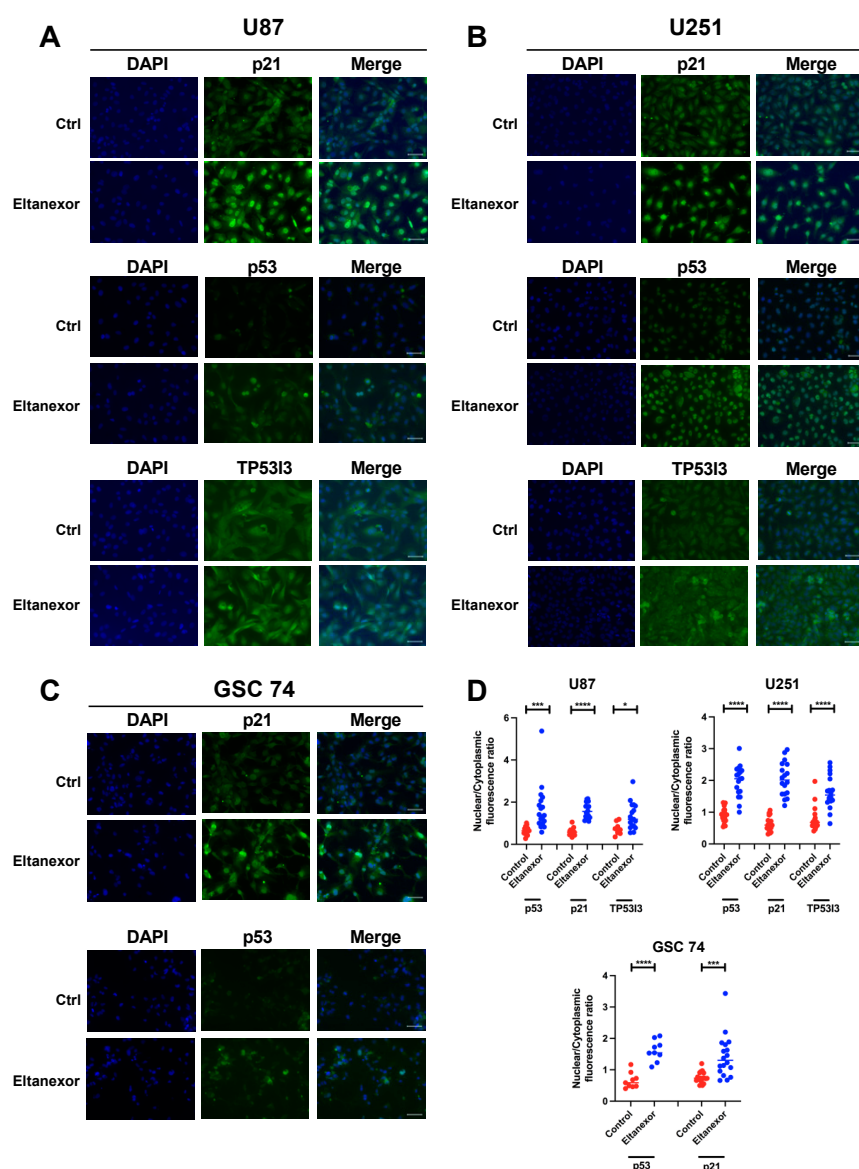 A
U87
DAPI p21 Merge
Ctrl
Eltanexor
DAPI p53 Merge
Ctrl
Eltanexor
DAPI TP53I3 Merge
Ctrl
Eltanexor
B
U251
DAPI p21 Merge
Ctrl
Eltanexor
DAPI p53 Merge
Ctrl
Eltanexor
DAPI TP53I3 Merge
Ctrl
Eltanexor
C
GSC 74
DAPI p21 Merge
Ctrl
Eltanexor
DAPI p53 Merge
Ctrl
Eltanexor
D
U87
Nuclear/Cytoplasmic
fluorescence ratio
6
4
2
0
*** **** *
Control Eltanexor Control Eltanexor Control Eltanexor
p53 p21 TP53I3
U251
Nuclear/Cytoplasmic
fluorescence ratio
4
3
2
1
0
**** **** ****
Control Eltanexor Control Eltanexor Control Eltanexor
p53 p21 TP53I3
GSC 74
Nuclear/Cytoplasmic
fluorescence ratio
4
3
2
1
0
**** ***
Control Eltanexor Control Eltanexor
p53 p21